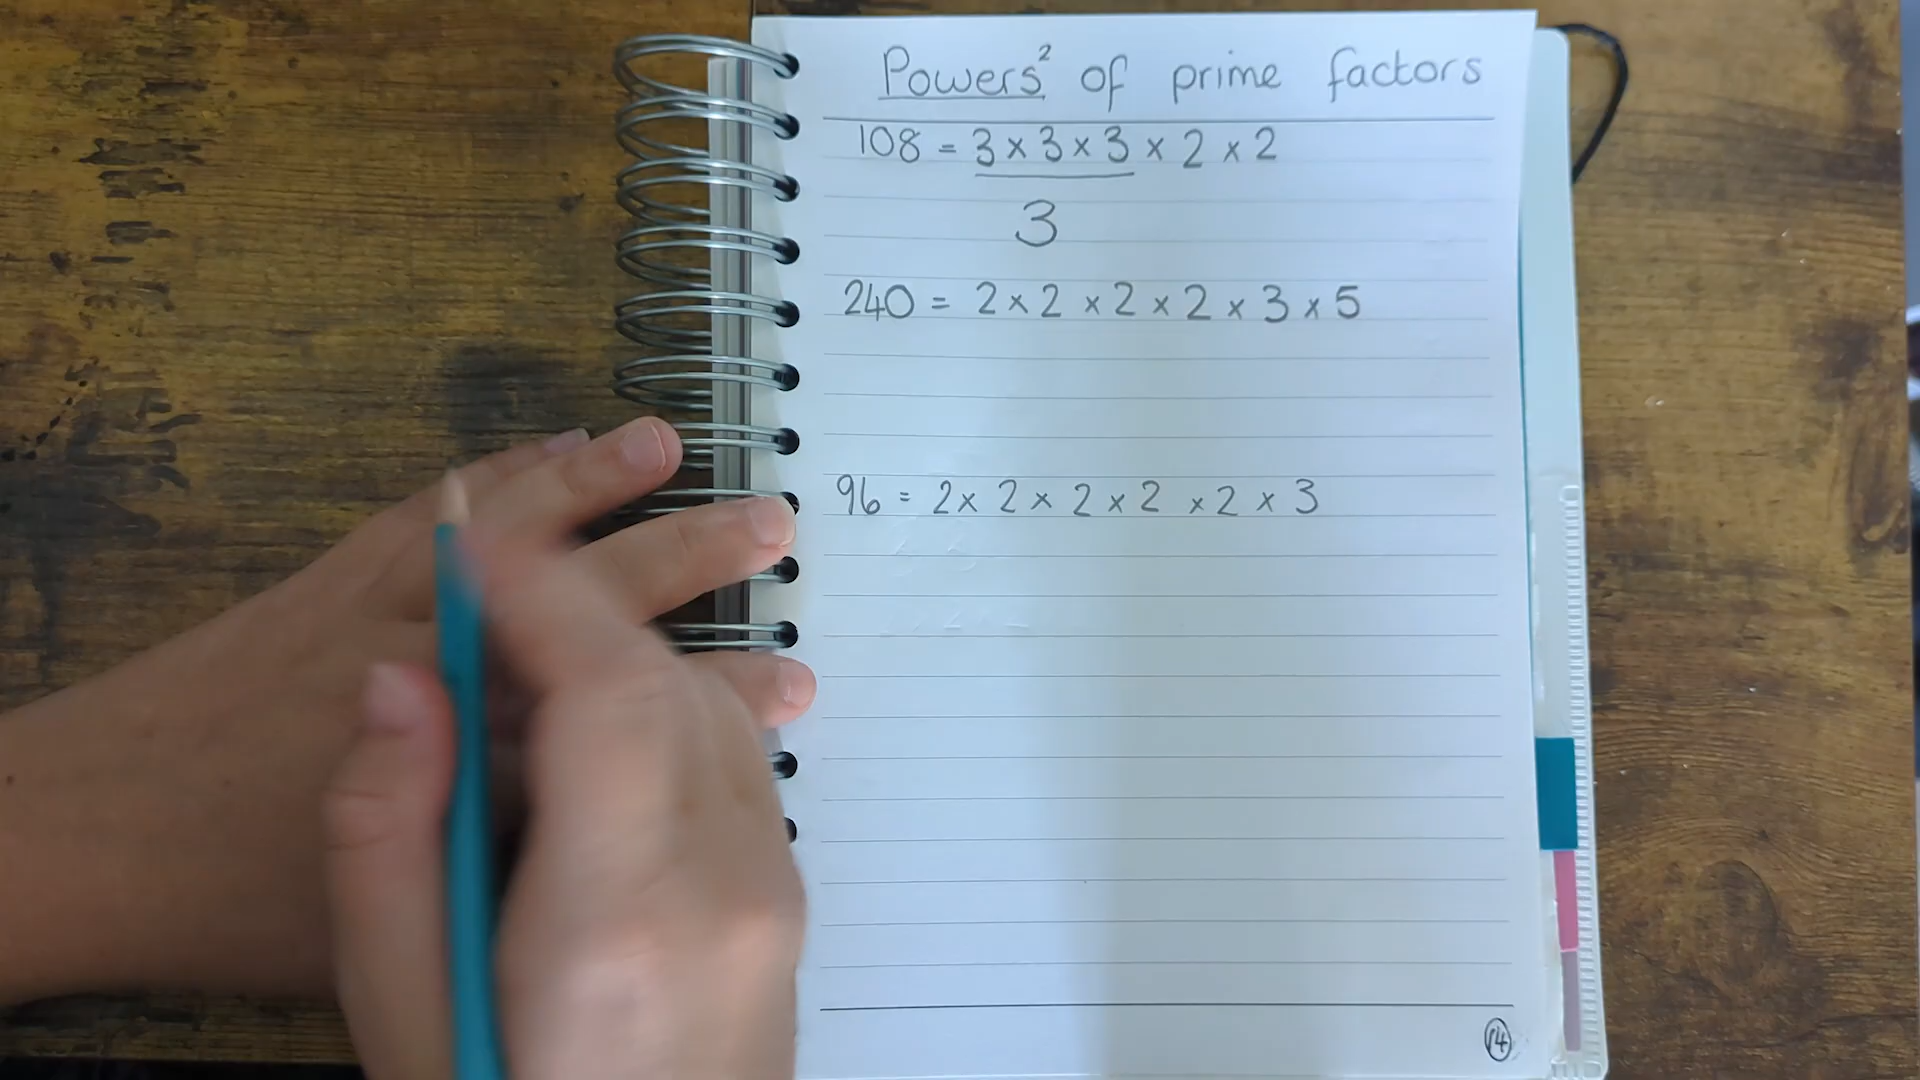 Powers² of prime factors
108 = 3 × 3 × 3 × 2 × 2
3
240 = 2 × 2 × 2 × 2 × 3 × 5
96 = 2 × 2 × 2 × 2 × 2 × 3
14